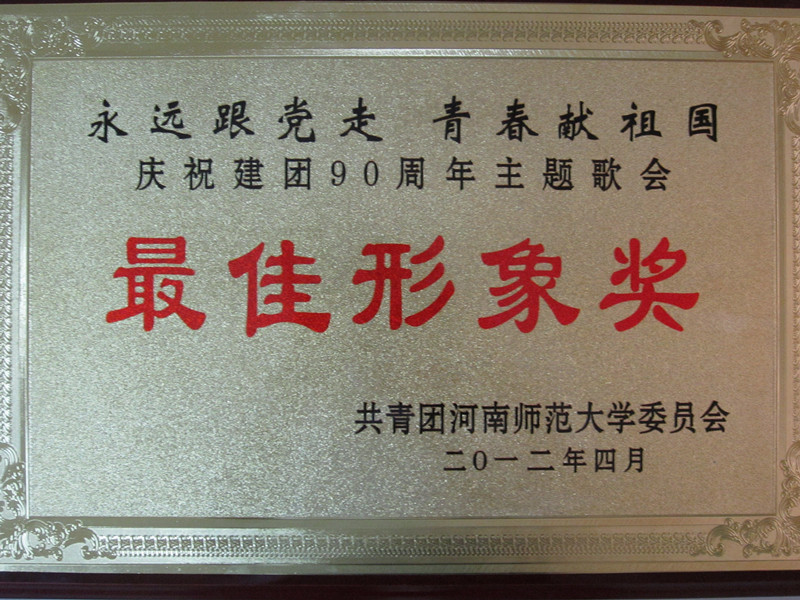 永远跟党走 青春献祖国
庆祝建团90周年主题歌会
最佳形象奖
共青团河南师范大学委员会
二0一二年四月